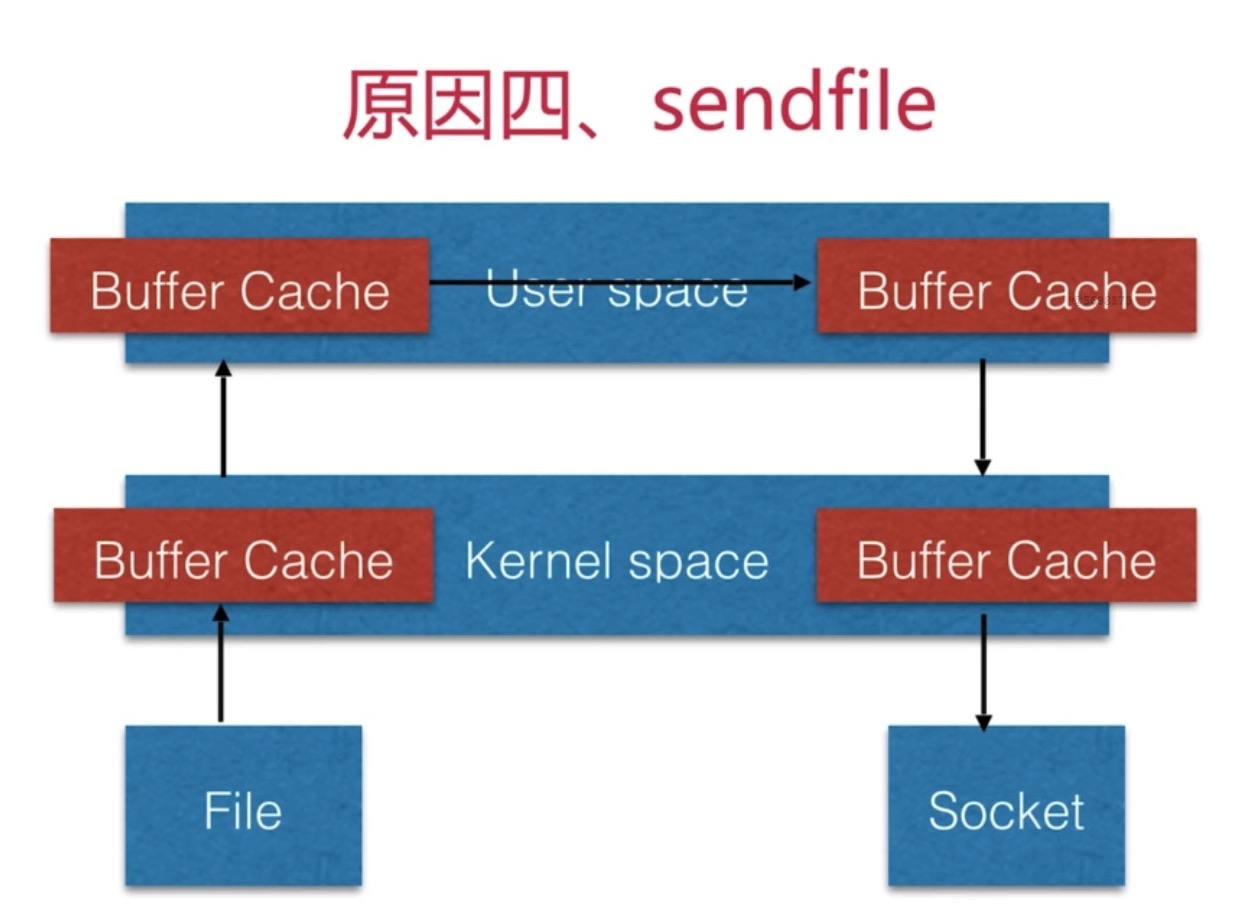 原因四、sendfile
Buffer Cache
User space
Buffer Cache
Buffer Cache
Kernel space
Buffer Cache
File
Socket